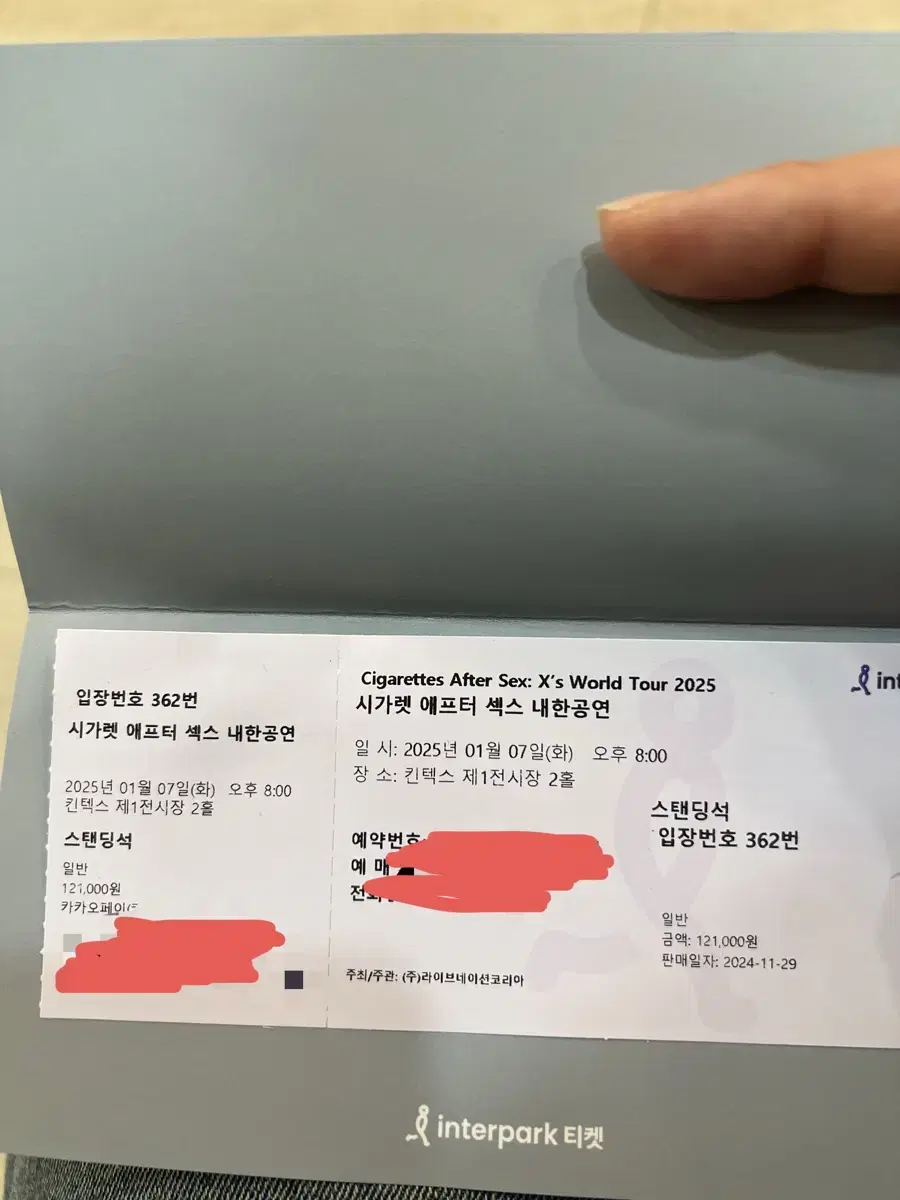 입장번호 362번
시가렛 애프터 섹스 내한공연
2025년 01월 07일(화) 오후 8:00
킨텍스 제1전시장 2홀
스탠딩석
일반
121,000원
카카오페이
Cigarettes After Sex: X's World Tour 2025
시가렛 애프터 섹스 내한공연
일 시: 2025년 01월 07일(화) 오후 8:00
장 소: 킨텍스 제1전시장 2홀
예약번호
예 매
스탠딩석
입장번호 362번
일반
금액: 121,000원
판매일자: 2024-11-29
주최/주관: (주)라이브네이션코리아
int
interpark 티켓